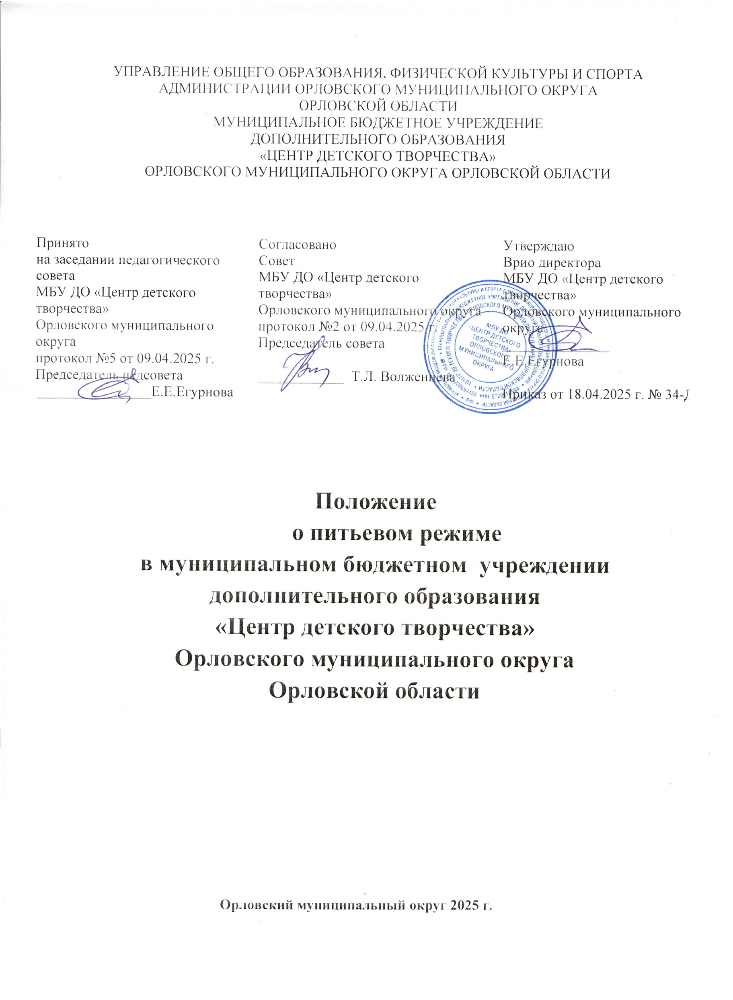 УПРАВЛЕНИЕ ОБЩЕГО ОБРАЗОВАНИЯ, ФИЗИЧЕСКОЙ КУЛЬТУРЫ И СПОРТА
АДМИНИСТРАЦИИ ОРЛОВСКОГО МУНИЦИПАЛЬНОГО ОКРУГА
ОРЛОВСКОЙ ОБЛАСТИ
МУНИЦИПАЛЬНОЕ БЮДЖЕТНОЕ УЧРЕЖДЕНИЕ
ДОПОЛНИТЕЛЬНОГО ОБРАЗОВАНИЯ
«ЦЕНТР ДЕТСКОГО ТВОРЧЕСТВА»
ОРЛОВСКОГО МУНИЦИПАЛЬНОГО ОКРУГА ОРЛОВСКОЙ ОБЛАСТИ
Принято
на заседании педагогического
совета
МБУ ДО «Центр детского
творчества»
Орловского муниципального
округа
протокол №5 от 09.04.2025 г.
Председатель педсовета
Е.Е.Егурнова
Согласовано
Совет
МБУ ДО «Центр детского
творчества»
Орловского муниципального округа
протокол №2 от 09.04.2025 г.
Председатель совета
Т.Л. Волженцева
Утверждаю
Врио директора
МБУ ДО «Центр детского
творчества»
Орловского муниципального
округа
Е.Е.Егурнова
Приказ от 18.04.2025 г. № 34-Д
МБУ ДО
«ЦЕНТР ДЕТСКОГО
ТВОРЧЕСТВА»
ОРЛОВСКОГО
МУНИЦИПАЛЬНОГО
ОКРУГА
Положение
о питьевом режиме
в муниципальном бюджетном учреждении
дополнительного образования
«Центр детского творчества»
Орловского муниципального округа
Орловской области
Орловский муниципальный округ 2025 г.